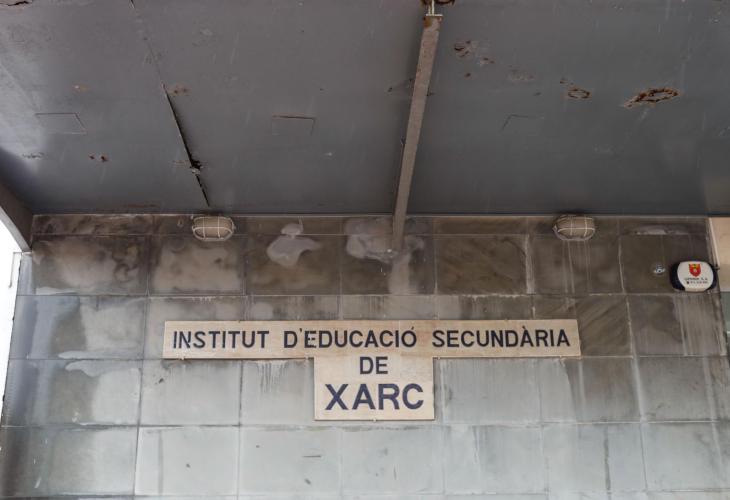 INSTITUT D'EDUCACIÓ SECUNDÀRIA
DE
XARC